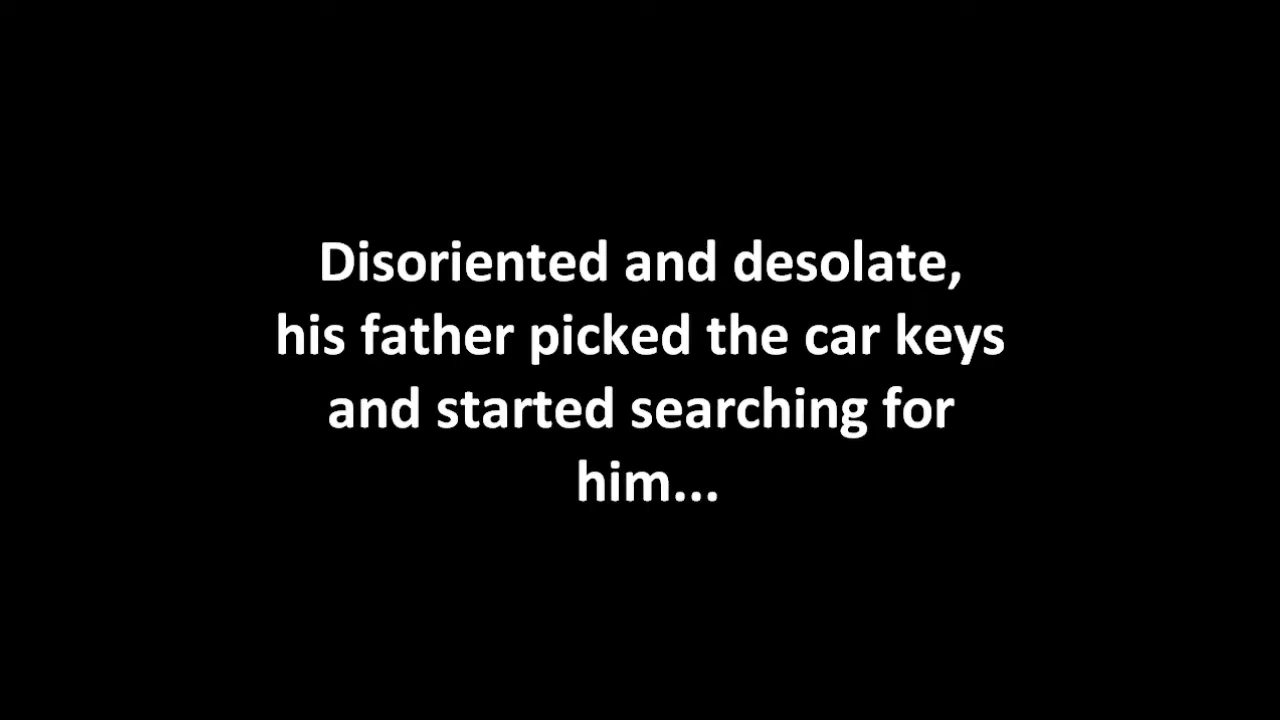 Disoriented and desolate,
his father picked the car keys
and started searching for
him...